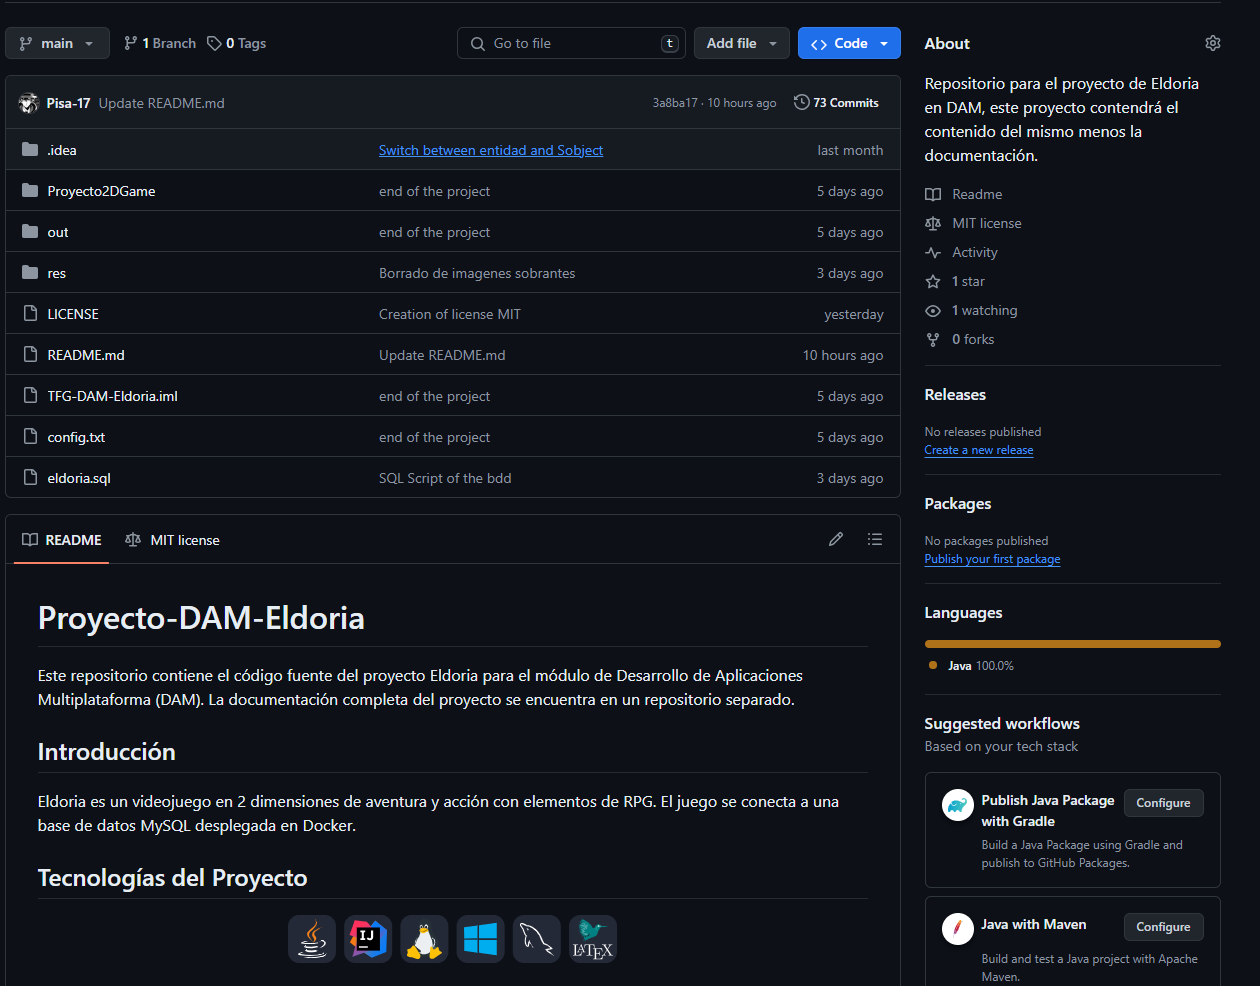 main
1 Branch
0 Tags
Go to file
t
Add file
Code
Pisa-17 Update README.md
3a8ba17 · 10 hours ago
73 Commits
.idea
Switch between entidad and Sobject
last month
Proyecto2DGame
end of the project
5 days ago
out
end of the project
5 days ago
res
Borrado de imagenes sobrantes
3 days ago
LICENSE
Creation of license MIT
yesterday
README.md
Update README.md
10 hours ago
TFG-DAM-Eldoria.iml
end of the project
5 days ago
config.txt
end of the project
5 days ago
eldoria.sql
SQL Script of the bdd
3 days ago
README
MIT license
Proyecto-DAM-Eldoria
Este repositorio contiene el código fuente del proyecto Eldoria para el módulo de Desarrollo de Aplicaciones
Multiplataforma (DAM). La documentación completa del proyecto se encuentra en un repositorio separado.
Introducción
Eldoria es un videojuego en 2 dimensiones de aventura y acción con elementos de RPG. El juego se conecta a una
base de datos MySQL desplegada en Docker.
Tecnologías del Proyecto
IJ
LATEX
About
Repositorio para el proyecto de Eldoria
en DAM, este proyecto contendrá el
contenido del mismo menos la
documentación.
Readme
MIT license
Activity
1 star
1 watching
0 forks
Releases
No releases published
Create a new release
Packages
No packages published
Publish your first package
Languages
Java 100.0%
Suggested workflows
Based on your tech stack
Publish Java Package
with Gradle
Configure
Build a Java Package using Gradle and
publish to GitHub Packages.
Java with Maven
Configure
Build and test a Java project with Apache
Maven.